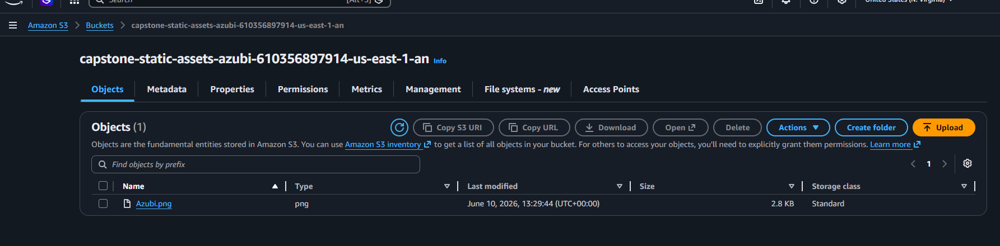 Search [Alt+S] United States (N. Virginia)
Amazon S3 Buckets capstone-static-assets-azubi-610356897914-us-east-1-an
capstone-static-assets-azubi-610356897914-us-east-1-an Info
Objects Metadata Properties Permissions Metrics Management File systems - new Access Points
Objects (1) Copy S3 URI Copy URL Download Open Delete Actions Create folder Upload
Objects are the fundamental entities stored in Amazon S3. You can use Amazon S3 inventory to get a list of all objects in your bucket. For others to access your objects, you'll need to explicitly grant them permissions. Learn more
Find objects by prefix 1
Name Type Last modified Size Storage class
Azubi.png png June 10, 2026, 13:29:44 (UTC+00:00) 2.8 KB Standard